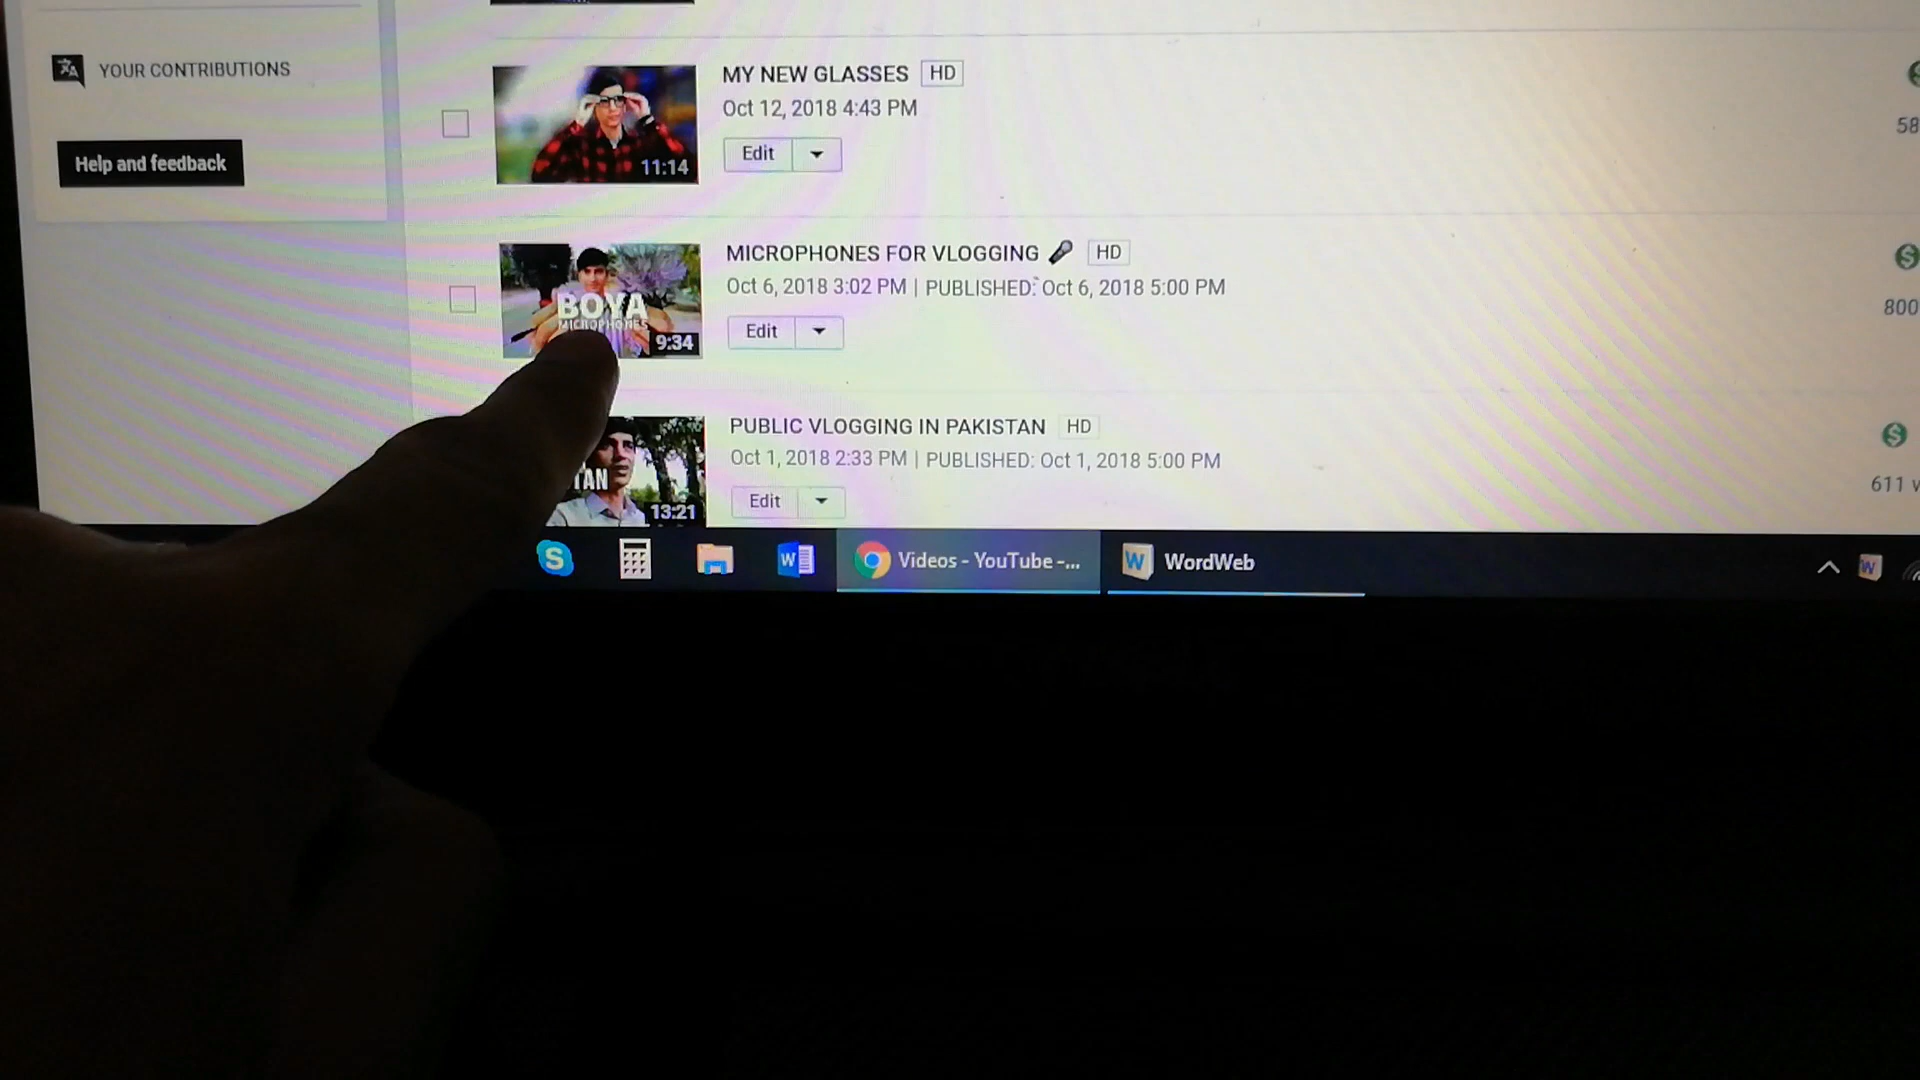 YOUR CONTRIBUTIONS
Help and feedback
MY NEW GLASSES HD
Oct 12, 2018 4:43 PM
Edit
11:14
58
MICROPHONES FOR VLOGGING HD
Oct 6, 2018 3:02 PM | PUBLISHED: Oct 6, 2018 5:00 PM
Edit
BOYA
MICROPHONES
9:34
800
PUBLIC VLOGGING IN PAKISTAN HD
Oct 1, 2018 2:33 PM | PUBLISHED: Oct 1, 2018 5:00 PM
Edit
TAN
13:21
611 v
Videos - YouTube -...
WordWeb